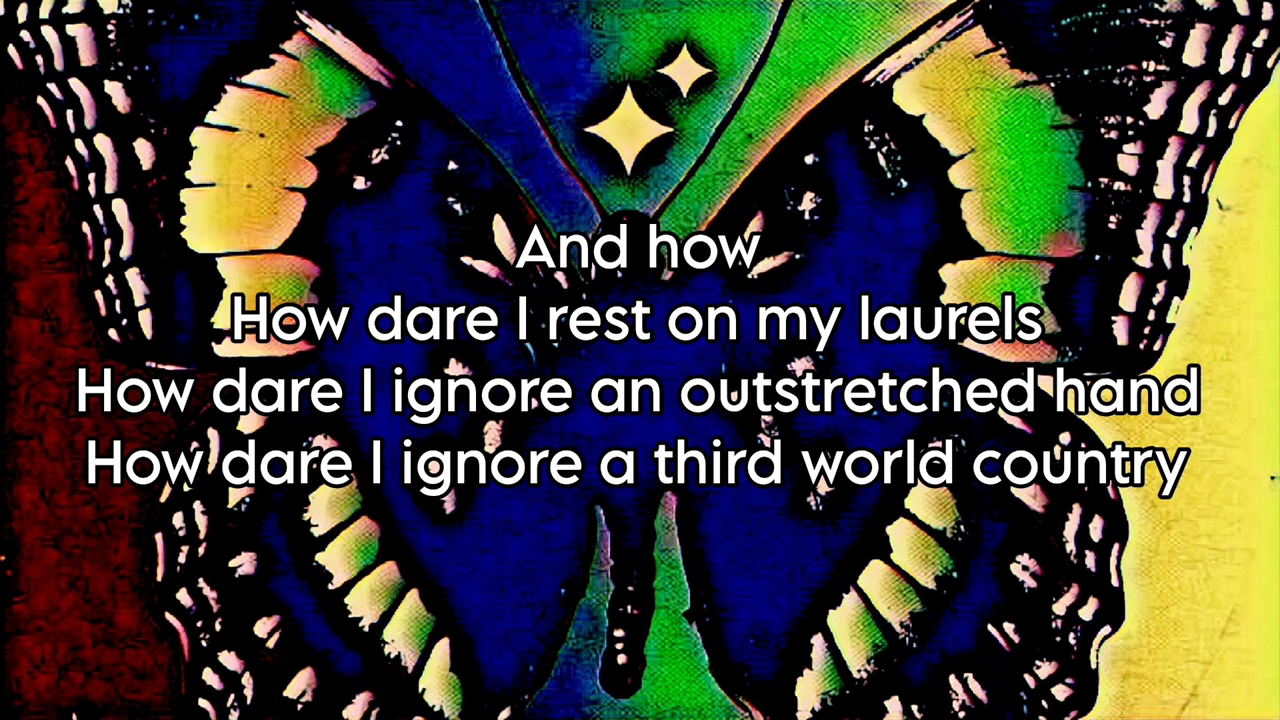 And how
How dare I rest on my laurels
How dare I ignore an outstretched hand
How dare I ignore a third world country